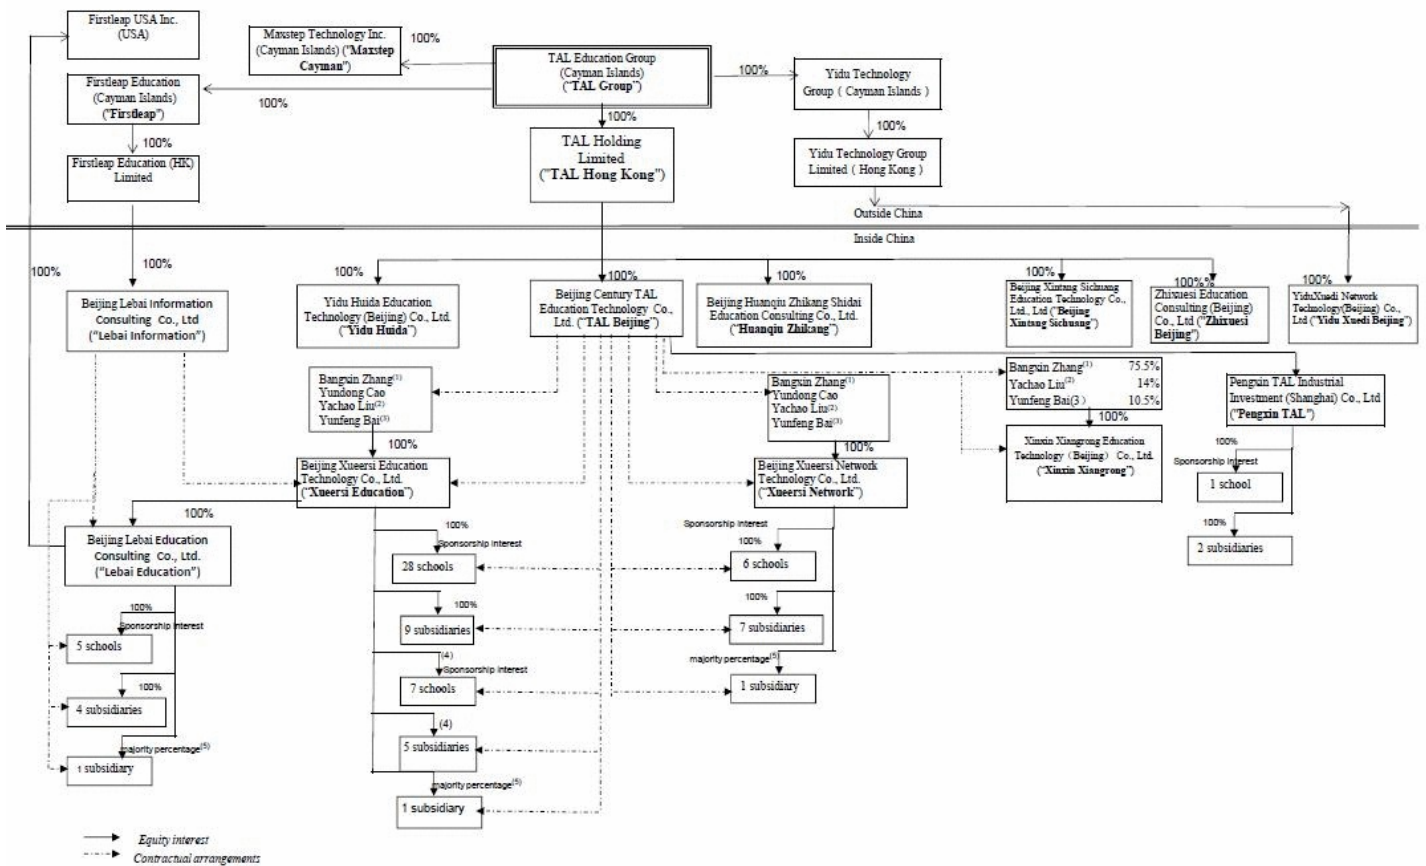 Firstleap USA Inc.
(USA)
Maxstep Technology Inc.
(Cayman Islands) ("Maxstep
Cayman")
100%
TAL Education Group
(Cayman Islands)
("TAL Group")
100%
Yidu Technology
Group ( Cayman Islands )
Firstleap Education
(Cayman Islands)
("Firstleap")
100%
100%
100%
100%
TAL Holding
Limited
("TAL Hong Kong")
Firstleap Education (HK)
Limited
Yidu Technology Group
Limited ( Hong Kong )
Outside China
Inside China
100%
100%
100%
100%
100%
100%
100%%
100%
Beijing Lebai Information
Consulting Co., Ltd
("Lebai Information")
Yidu Huida Education
Technology (Beijing) Co., Ltd.
("Yidu Huida")
Beijing Century TAL
Education Technology Co.,
Ltd. ("TAL Beijing")
Beijing Huanqiu Zhikang Shidai
Education Consulting Co., Ltd.
("Huanqiu Zhikang")
Beijing Xintang Sichuang
Education Technology Co.,
Ltd., Ltd ("Beijing
Xintang Sichuang")
Zhixuesi Education
Consulting (Beijing)
Co., Ltd ("Zhixuesi
Beijing")
YiduXuedi Network
Technology(Beijing) Co.,
Ltd ("Yidu Xuedi Beijing")
Bangxin Zhang(1)
Yundong Cao
Yachao Liu(2)
Yunfeng Bai(3)
Bangxin Zhang(1)
Yundong Cao
Yachao Liu(2)
Yunfeng Bai(3)
Bangxin Zhang(1) 75.5%
Yachao Liu(2) 14%
Yunfeng Bai(3) 10.5%
Pengxin TAL Industrial
Investment (Shanghai) Co., Ltd
("Pengxin TAL")
100%
100%
100%
Beijing Xueersi Education
Technology Co., Ltd.
("Xueersi Education")
Beijing Xueersi Network
Technology Co., Ltd.
("Xueersi Network")
Xinxin Xiangrong Education
Technology (Beijing) Co., Ltd.
("Xinxin Xiangrong")
100%
Sponsorship interest
1 school
100%
2 subsidiaries
100%
Beijing Lebai Education
Consulting Co., Ltd.
("Lebai Education")
100%
Sponsorship interest
28 schools
Sponsorship interest
100%
6 schools
100%
9 subsidiaries
100%
7 subsidiaries
100%
Sponsorship interest
5 schools
(4)
Sponsorship interest
7 schools
majority percentage(5)
1 subsidiary
100%
4 subsidiaries
(4)
5 subsidiaries
majority percentage(5)
1 subsidiary
majority percentage(5)
1 subsidiary
Equity interest
Contractual arrangements